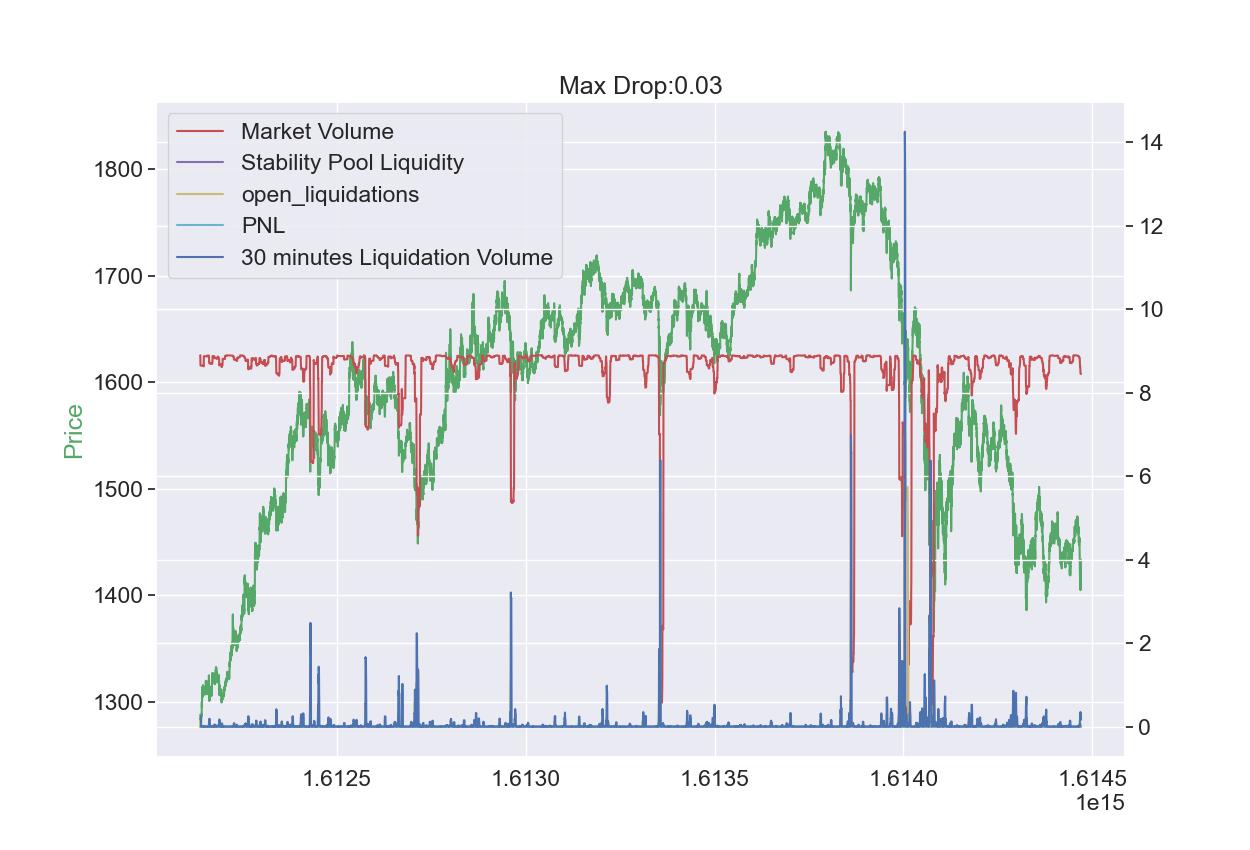 Max Drop:0.03
Market Volume
Stability Pool Liquidity
open_liquidations
PNL
30 minutes Liquidation Volume
1800
1700
1600
1500
1400
1300
Price
14
12
10
8
6
4
2
0
1.6125
1.6130
1.6135
1.6140
1.6145
1e15